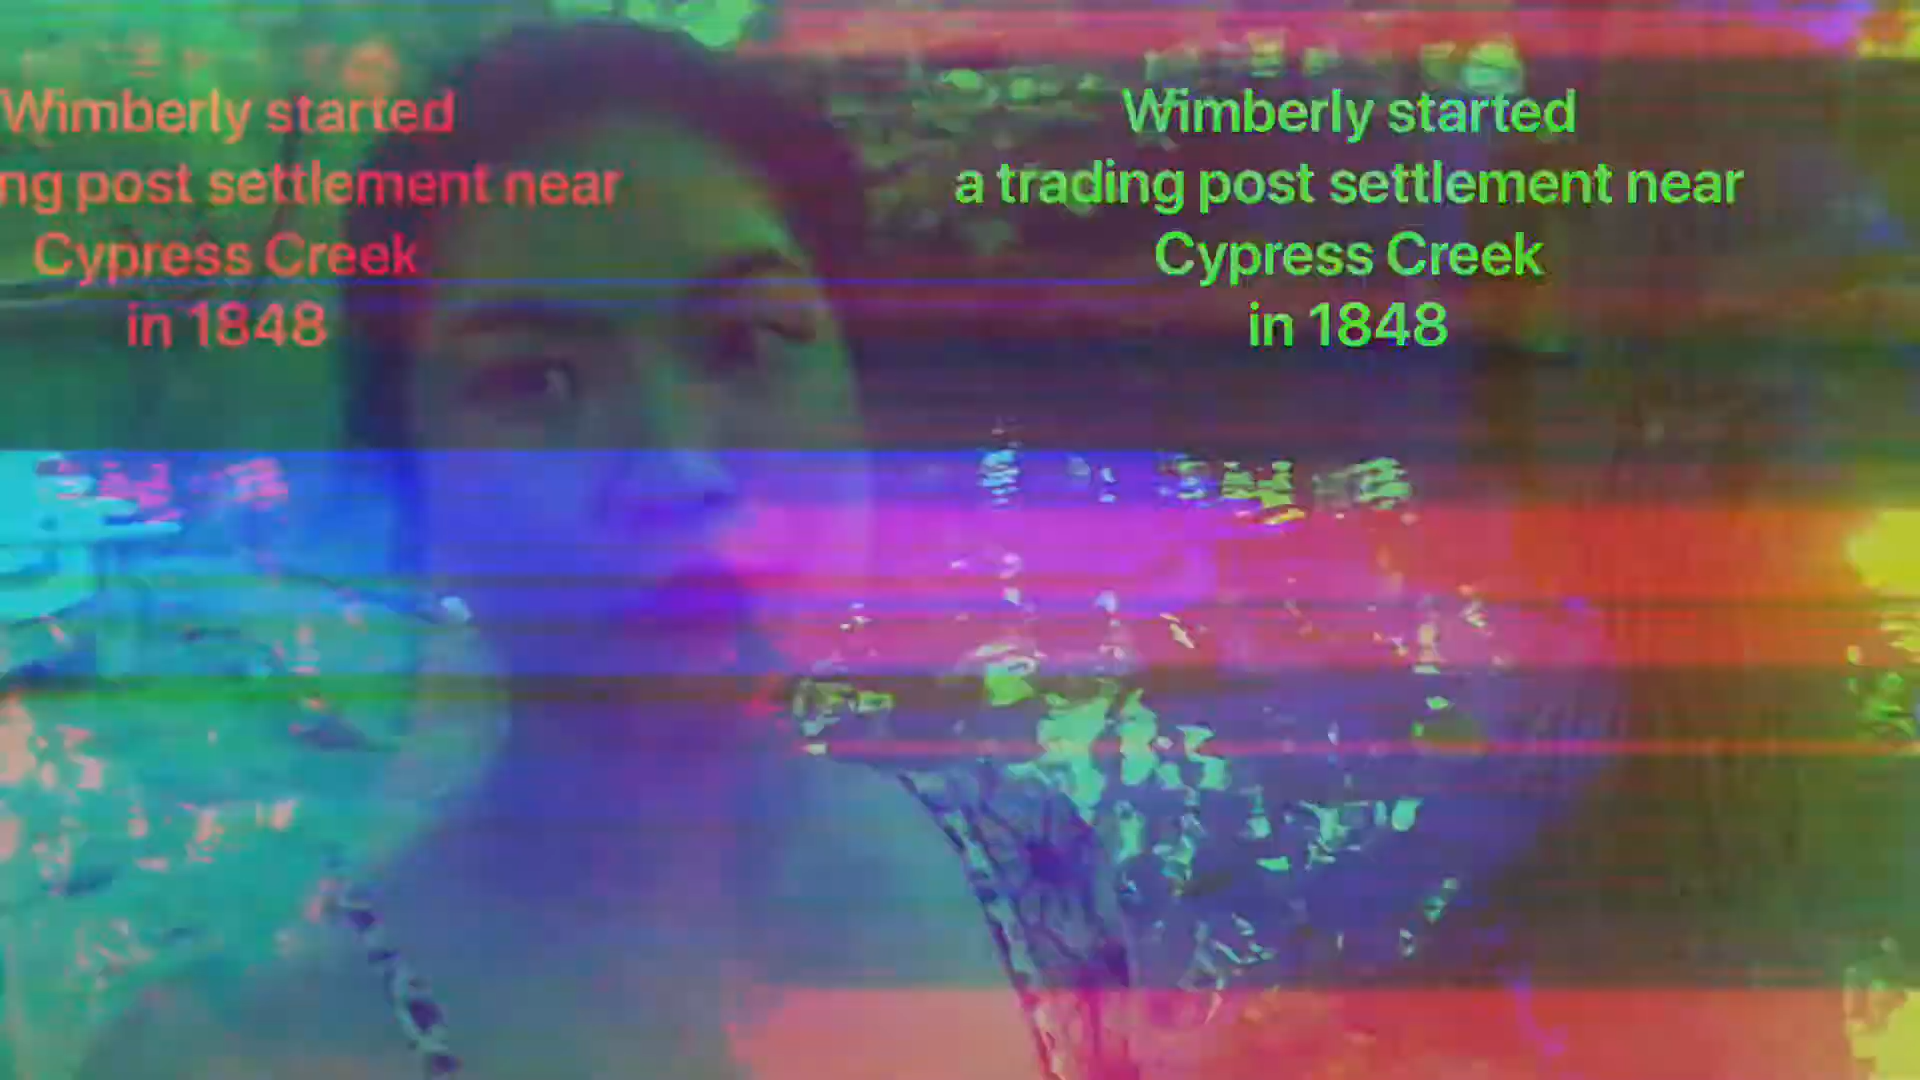 Wimberly started
ng post settlement near
Cypress Creek
in 1848
Wimberly started
a trading post settlement near
Cypress Creek
in 1848